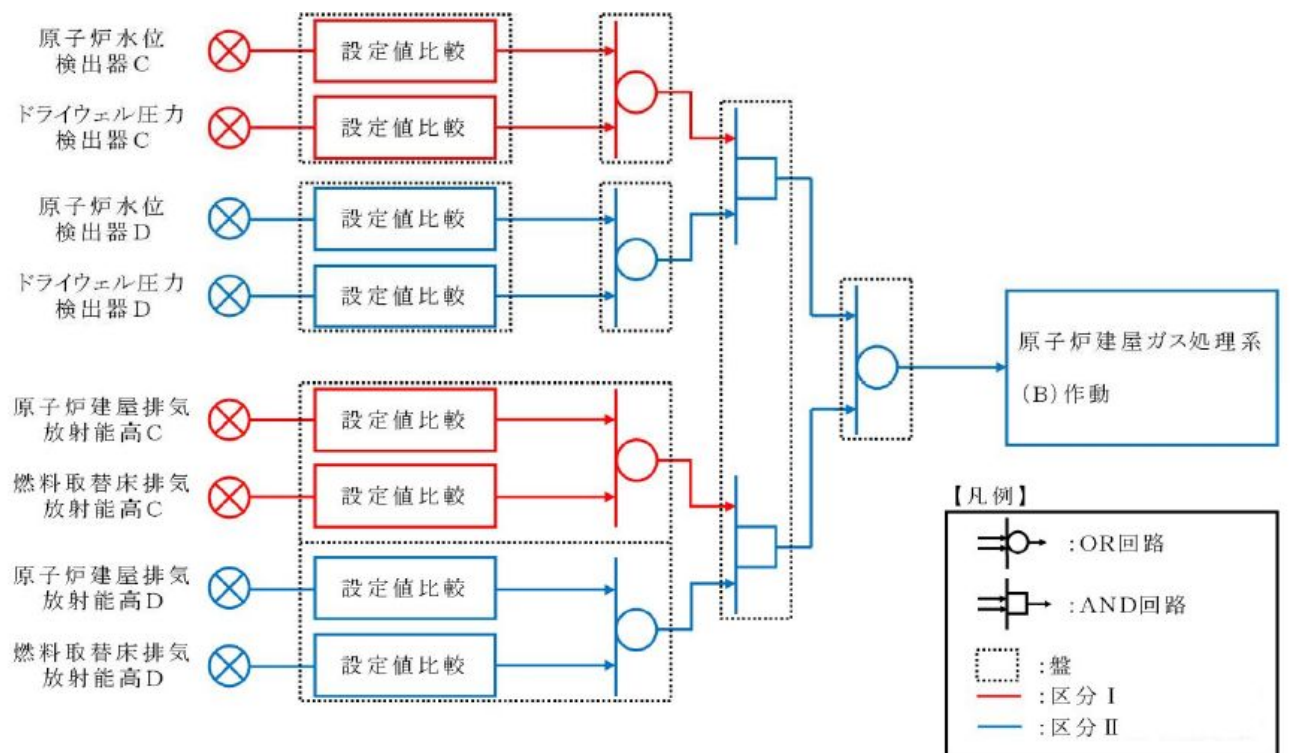 原子炉水位
検出器C
設定値比較
ドライウェル圧力
検出器C
設定値比較
原子炉水位
検出器D
設定値比較
ドライウェル圧力
検出器D
設定値比較
原子炉建屋排気
放射能高C
設定値比較
燃料取替床排気
放射能高C
設定値比較
原子炉建屋排気
放射能高D
設定値比較
燃料取替床排気
放射能高D
設定値比較
原子炉建屋ガス処理系
(B)作動
【凡例】
:OR回路
:AND回路
:盤
:区分Ⅰ
:区分Ⅱ